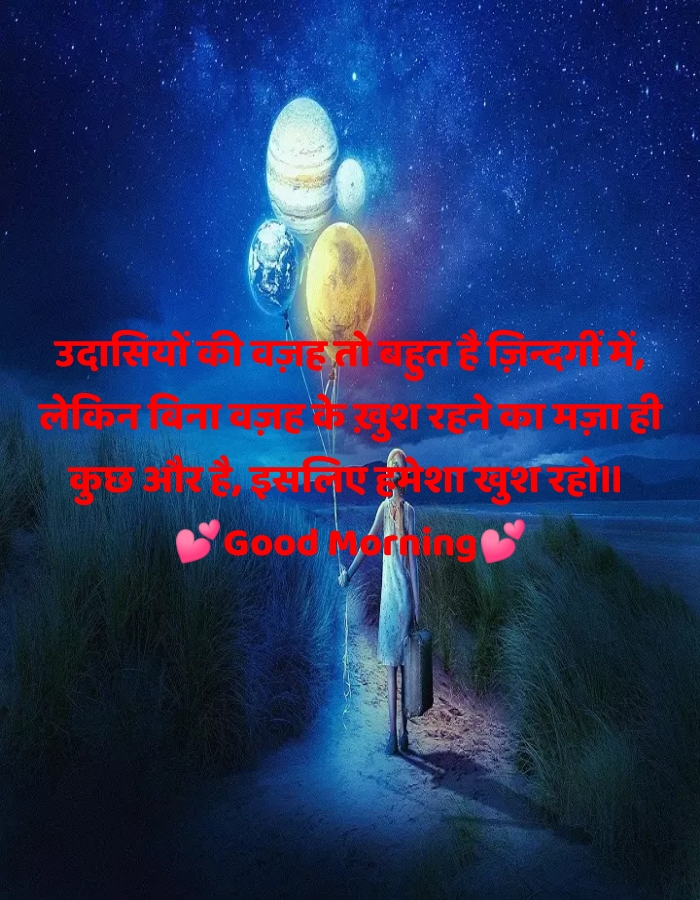 उदासियों की वज़ह तो बहुत है ज़िन्दगीं में,
लेकिन बिना वज़ह के ख़ुश रहने का मज़ा ही
कुछ और है, इसलिए हमेशा खुश रहो॥
💕Good Morning💕